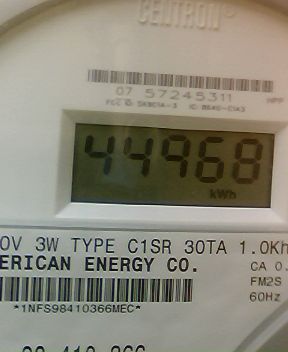 CENTRON®
07 57245311
44968
kWh
0V 3W TYPE C1SR 30TA 1.0Kh
ERICAN ENERGY CO.
CA 0.
FM2S
60Hz
*1NFS98410366MEC*